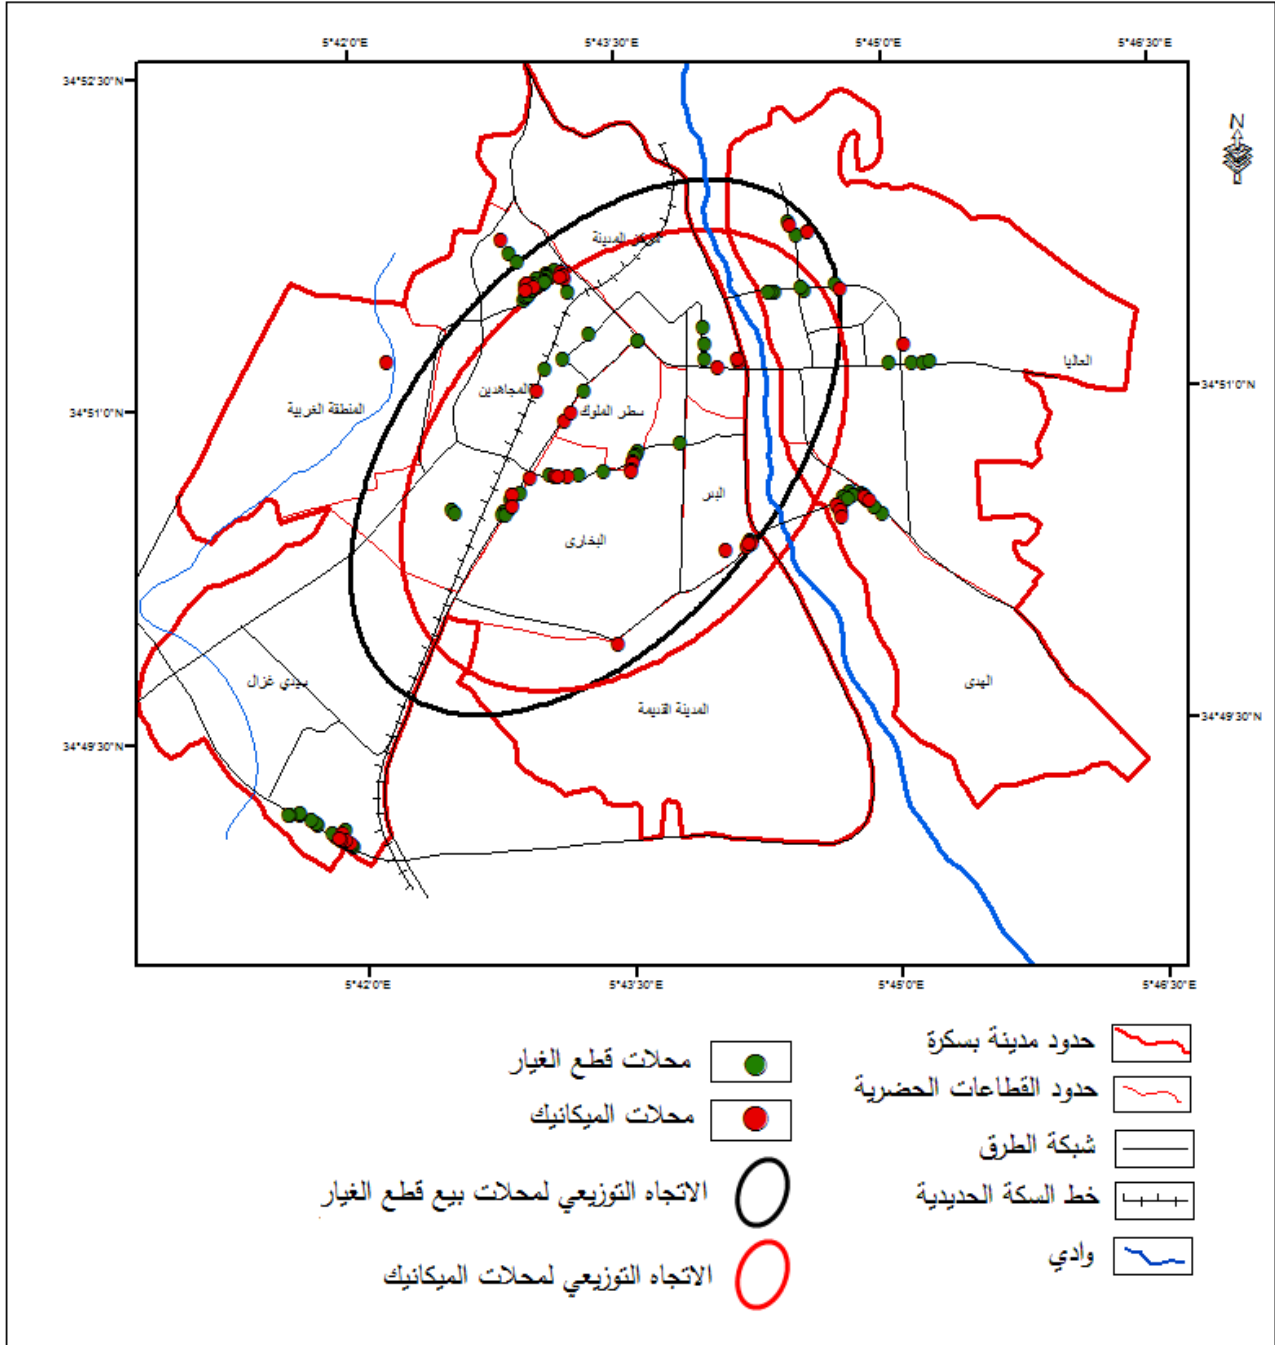 5°42'0"E
5°43'30"E
5°45'0"E
5°46'30"E
34°52'30"N
N
مركز المدينة
العاليا
34°51'0"N
المجاهدين
المنطقة الغربية
سطر الملوك
34°51'0"N
البخارى
سيدي غزال
الهدى
المدينة القديمة
34°49'30"N
34°49'30"N
5°42'0"E
5°43'30"E
5°45'0"E
5°46'30"E
حدود مدينة بسكرة
حدود القطاعات الحضرية
شبكة الطرق
خط السكة الحديدية
وادي
محلات قطع الغيار
محلات الميكانيك
الاتجاه التوزيعي لمحلات بيع قطع الغيار
الاتجاه التوزيعي لمحلات الميكانيك